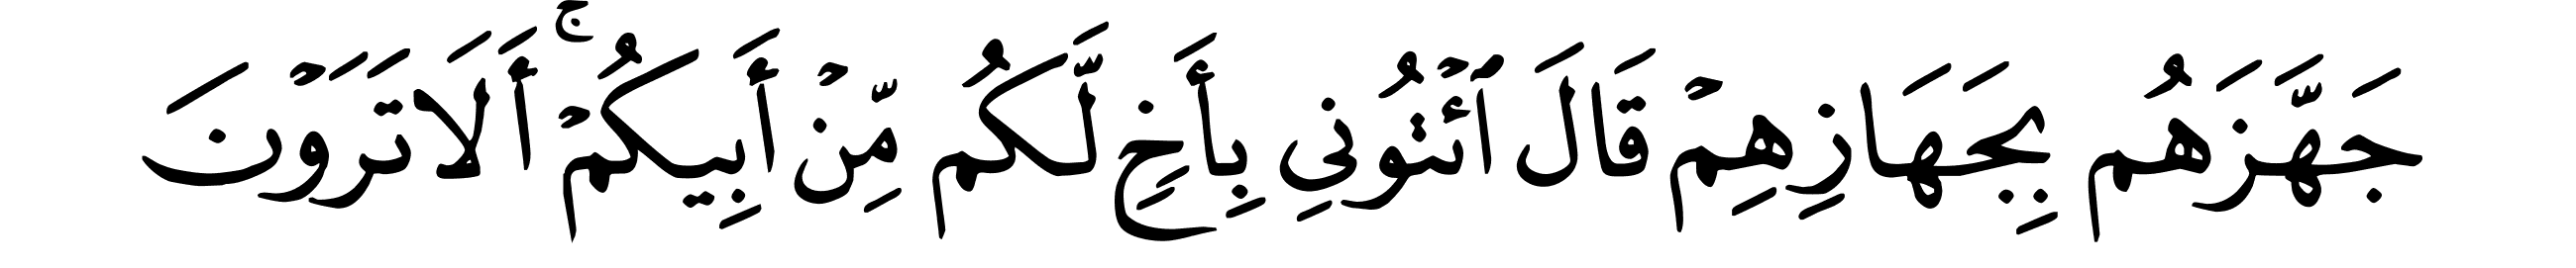 جَهَّزَهُم بِجَهَازِهِمْ قَالَ ٱئْتُونِي بِأَخٍ لَّكُم مِّنْ أَبِيكُمْ ۚ أَلَا تَرَوْنَ